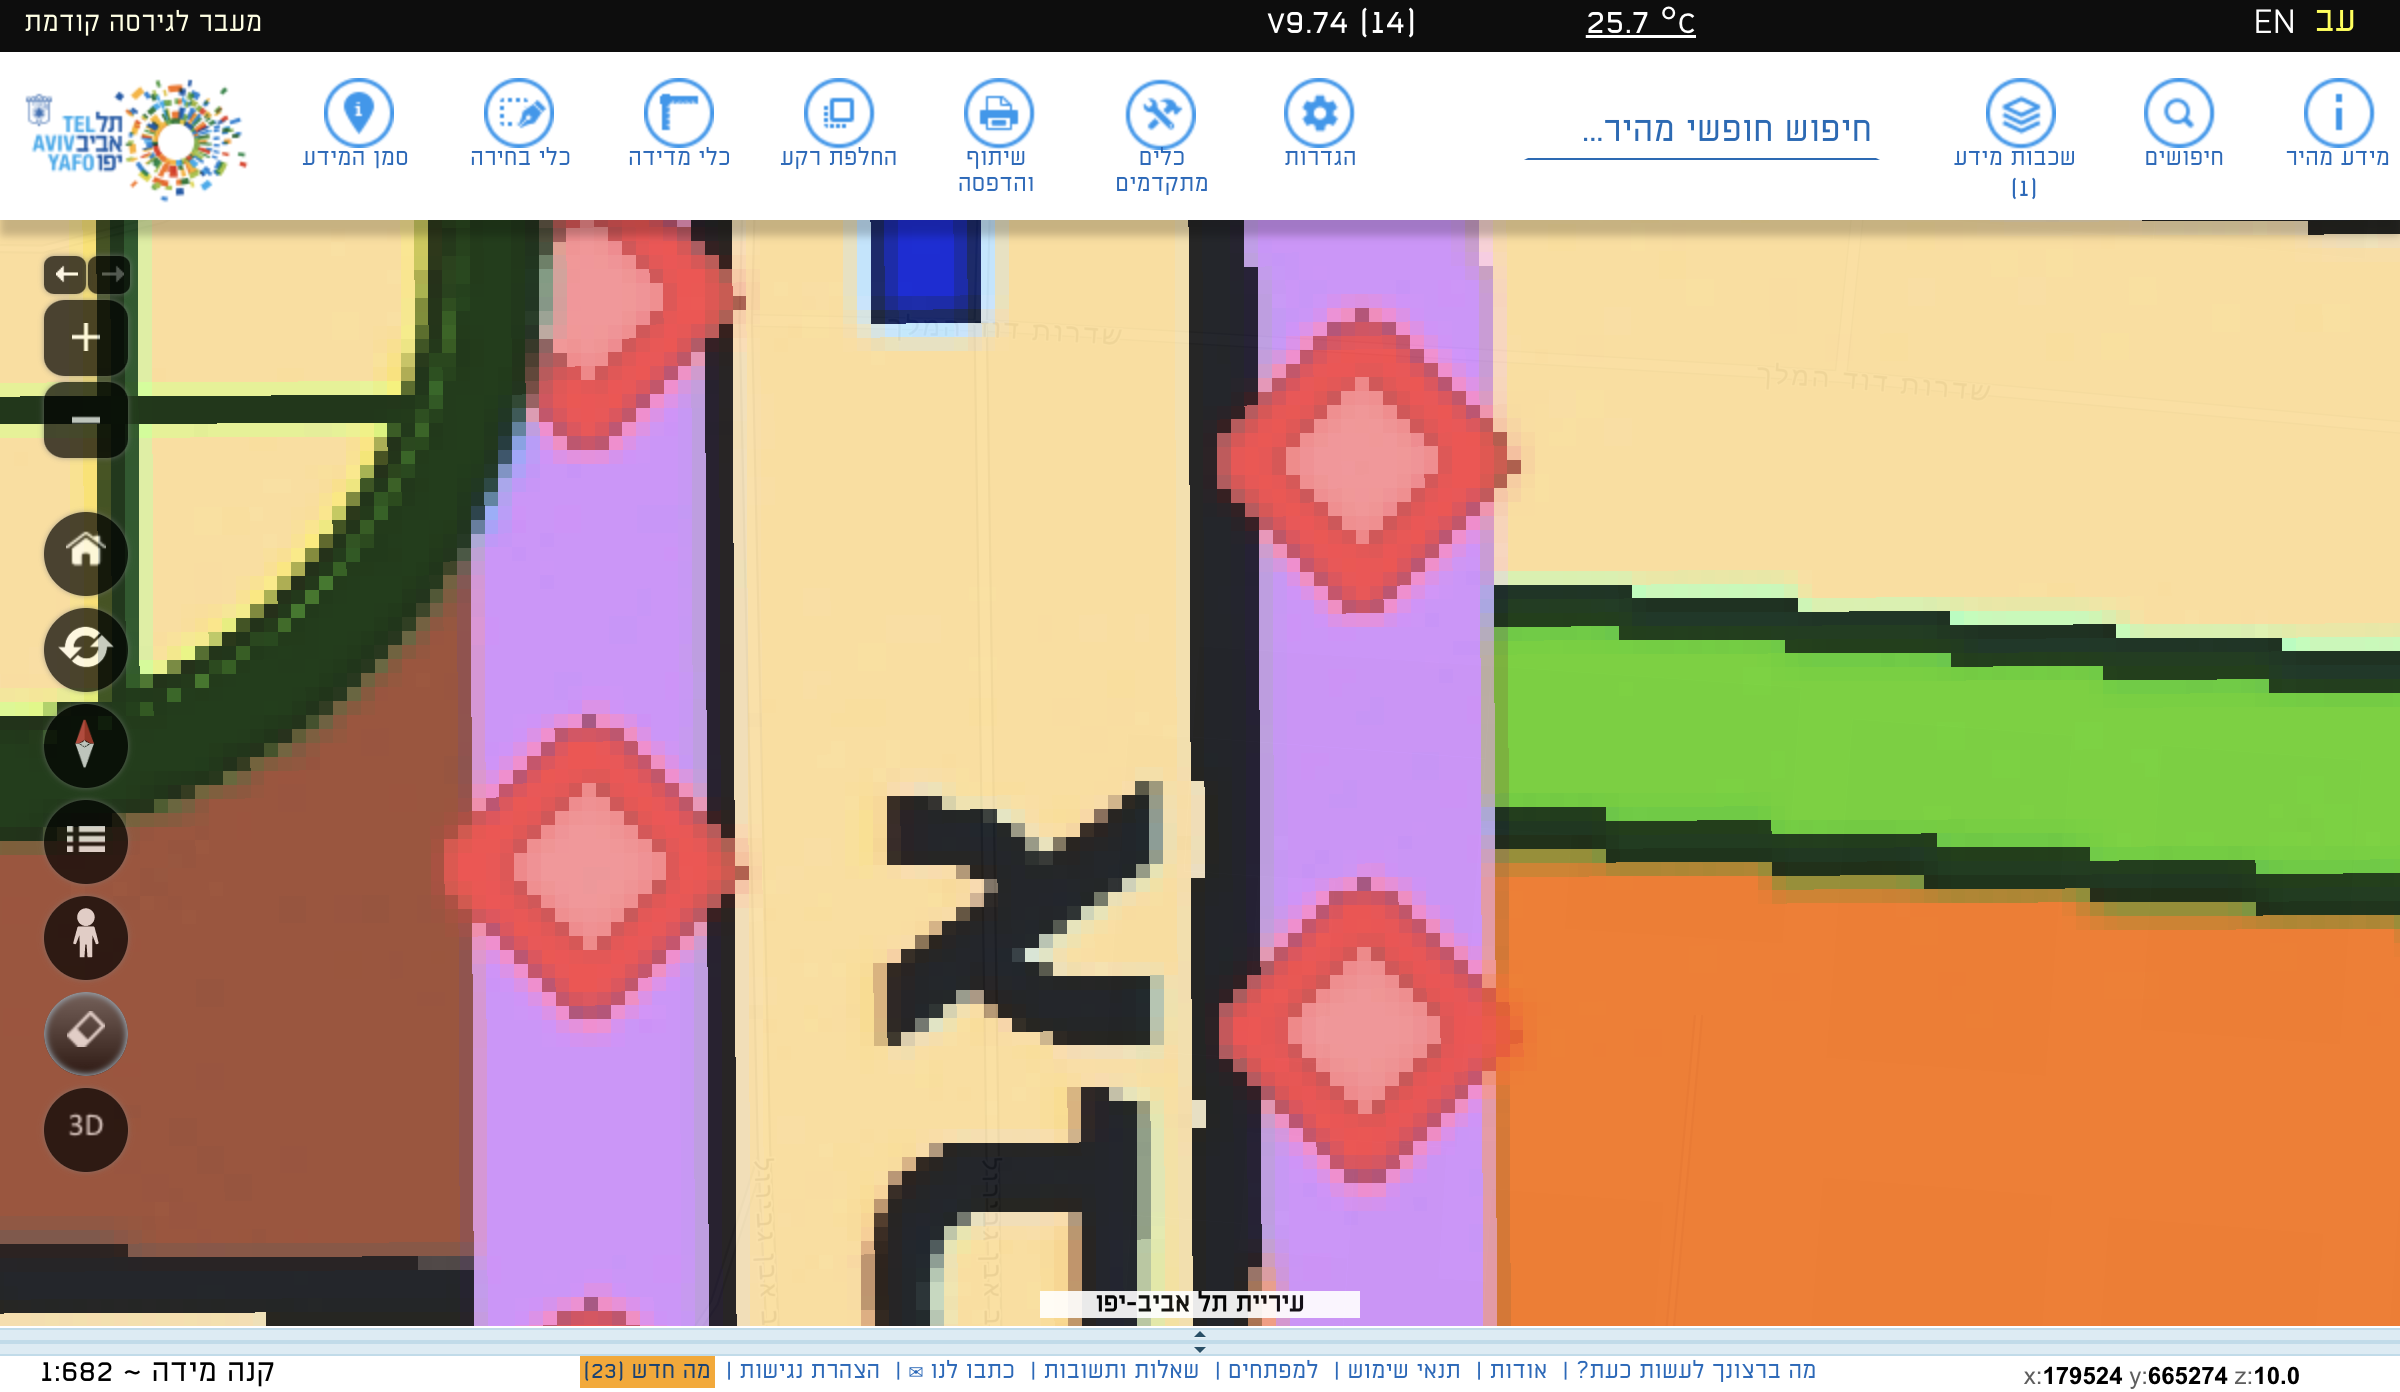 מעבר לגירסה קודמת
V9.74 (14)
25.7 °C
EN עב
תל TEL
אביב AVIV
יפו YAFO
סמן המידע
כלי בחירה
כלי מדידה
החלפת רקע
שיתוף והדפסה
כלים מתקדמים
הגדרות
חיפוש חופשי מהיר...
שכבות מידע (1)
חיפושים
מידע מהיר
שדרות דוד המלך
שדרות דוד המלך
3D
עיריית תל אביב-יפו
קנה מידה ~ 1:682
מה ברצונך לעשות כעת? | אודות | תנאי שימוש | למפתחים | שאלות ותשובות | כתבו לנו ✉ | הצהרת נגישות | מה חדש (23)
x:179524 y:665274 z:10.0